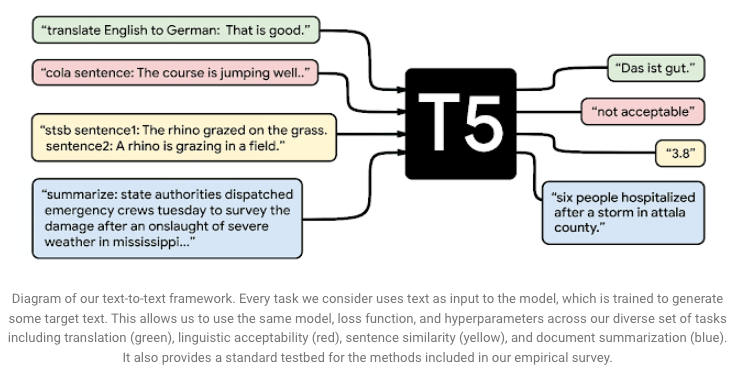 "translate English to German: That is good."
"cola sentence: The course is jumping well.."
"stsb sentence1: The rhino grazed on the grass.
sentence2: A rhino is grazing in a field."
"summarize: state authorities dispatched
emergency crews tuesday to survey the
damage after an onslaught of severe
weather in mississippi..."
T5
"Das ist gut."
"not acceptable"
"3.8"
"six people hospitalized
after a storm in attala
county."
Diagram of our text-to-text framework. Every task we consider uses text as input to the model, which is trained to generate
some target text. This allows us to use the same model, loss function, and hyperparameters across our diverse set of tasks
including translation (green), linguistic acceptability (red), sentence similarity (yellow), and document summarization (blue).
It also provides a standard testbed for the methods included in our empirical survey.